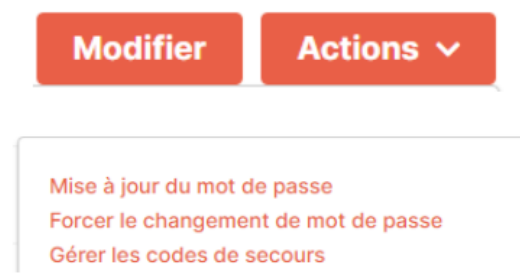 Modifier Actions
Mise à jour du mot de passe
Forcer le changement de mot de passe
Gérer les codes de secours